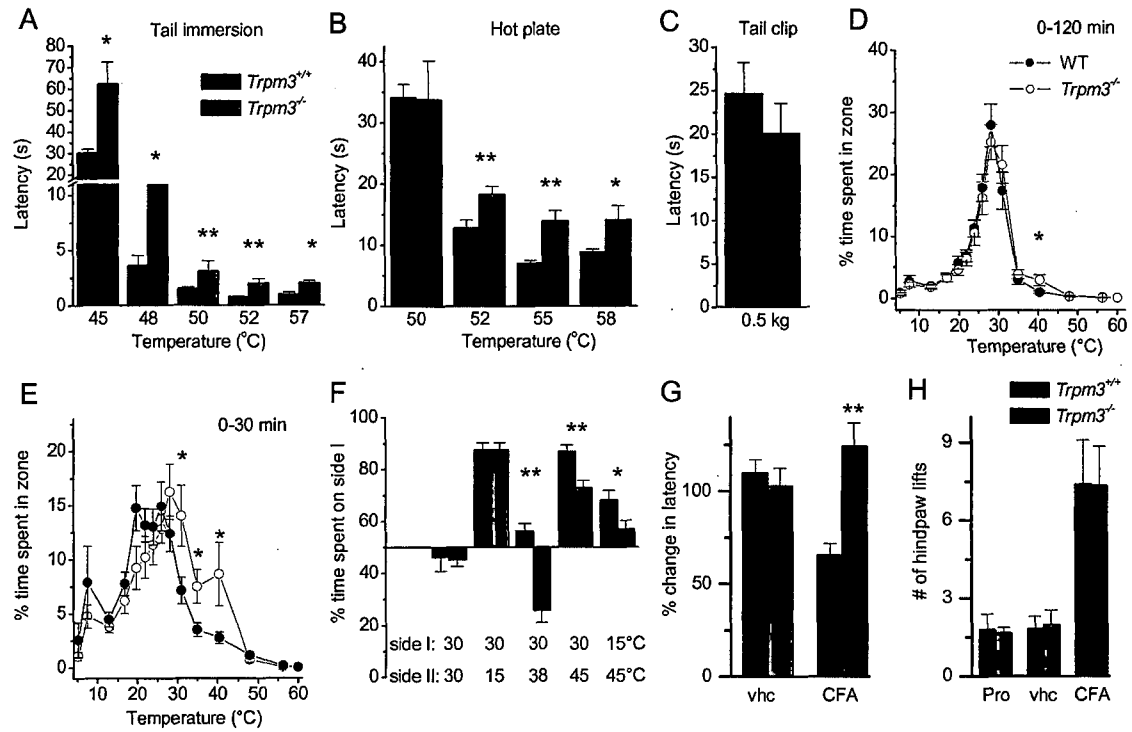 A
Tail immersion
*
80
70
60
50
40
30
20
10
5
0
Latency (s)
Trpm3+/+
Trpm3-/-
*
**
**
*
45 48 50 52 57
Temperature (°C)
B
Hot plate
40
30
20
10
0
Latency (s)
**
**
*
50 52 55 58
Temperature (°C)
C
Tail clip
30
25
20
15
10
5
0
Latency (s)
0.5 kg
D
0-120 min
WT
Trpm3-/-
40
30
20
10
0
% time spent in zone
*
10 20 30 40 50 60
Temperature (°C)
E
0-30 min
20
15
10
5
0
% time spent in zone
*
*
*
10 20 30 40 50 60
Temperature (°C)
F
100
80
60
40
20
0
% time spent on side I
**
**
*
side I: 30 30 30 30 15°C
side II: 30 15 38 45 45°C
G
100
50
0
% change in latency
**
vhc CFA
H
Trpm3+/+
Trpm3-/-
9
6
3
0
# of hindpaw lifts
Pro vhc CFA